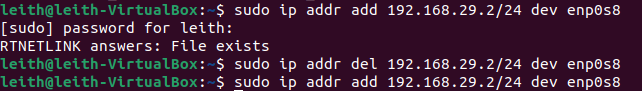 leith@leith-VirtualBox:~$ sudo ip addr add 192.168.29.2/24 dev enp0s8
[sudo] password for leith:
RTNETLINK answers: File exists
leith@leith-VirtualBox:~$ sudo ip addr del 192.168.29.2/24 dev enp0s8
leith@leith-VirtualBox:~$ sudo ip addr add 192.168.29.2/24 dev enp0s8